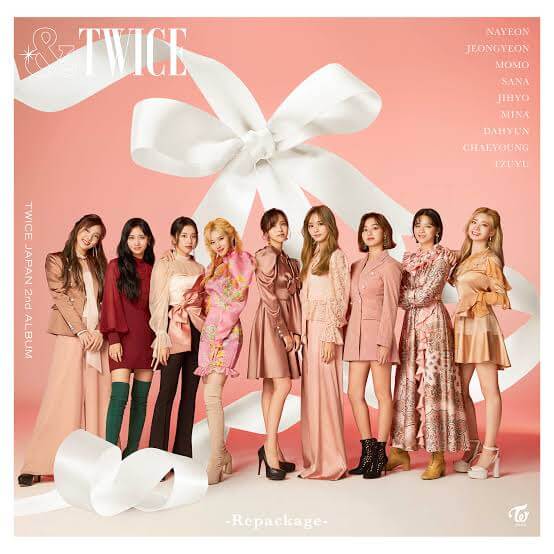 &TWICE
NAYEON
JEONGYEON
MOMO
SANA
JIHYO
MINA
DAHYUN
CHAEYOUNG
TZUYU
TWICE JAPAN 2nd ALBUM
-Repackage-